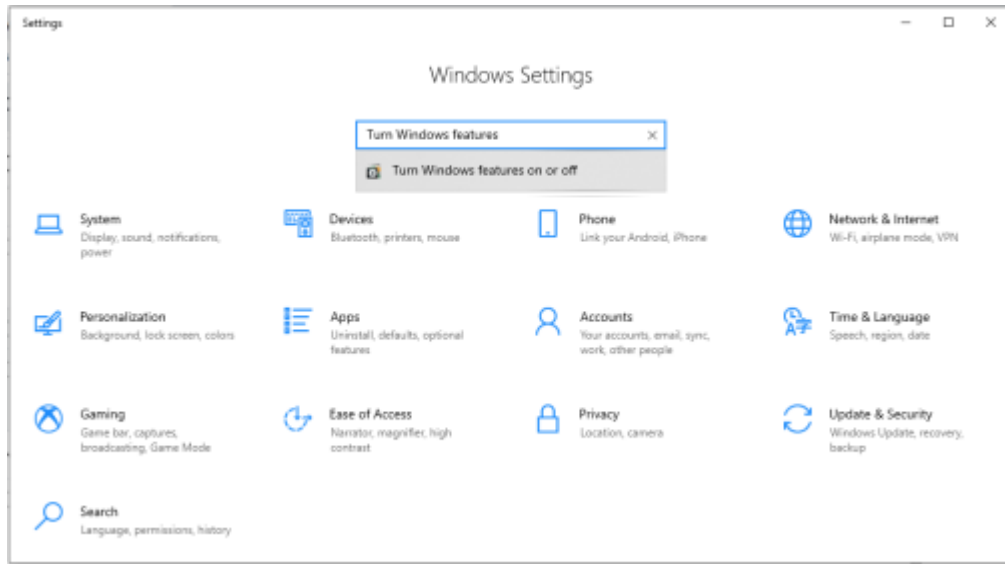 Settings
Windows Settings
Turn Windows features
Turn Windows features on or off
System
Display, sound, notifications,
power
Devices
Bluetooth, printers, mouse
Phone
Link your Android, iPhone
Network & Internet
Wi-Fi, airplane mode, VPN
Personalization
Background, lock screen, colors
Apps
Uninstall, defaults, optional
features
Accounts
Your accounts, email, sync,
work, other people
Time & Language
Speech, region, date
Gaming
Game bar, captures,
broadcasting, Game Mode
Ease of Access
Narrator, magnifier, high
contrast
Privacy
Location, camera
Update & Security
Windows Update, recovery,
backup
Search
Language, permissions, history